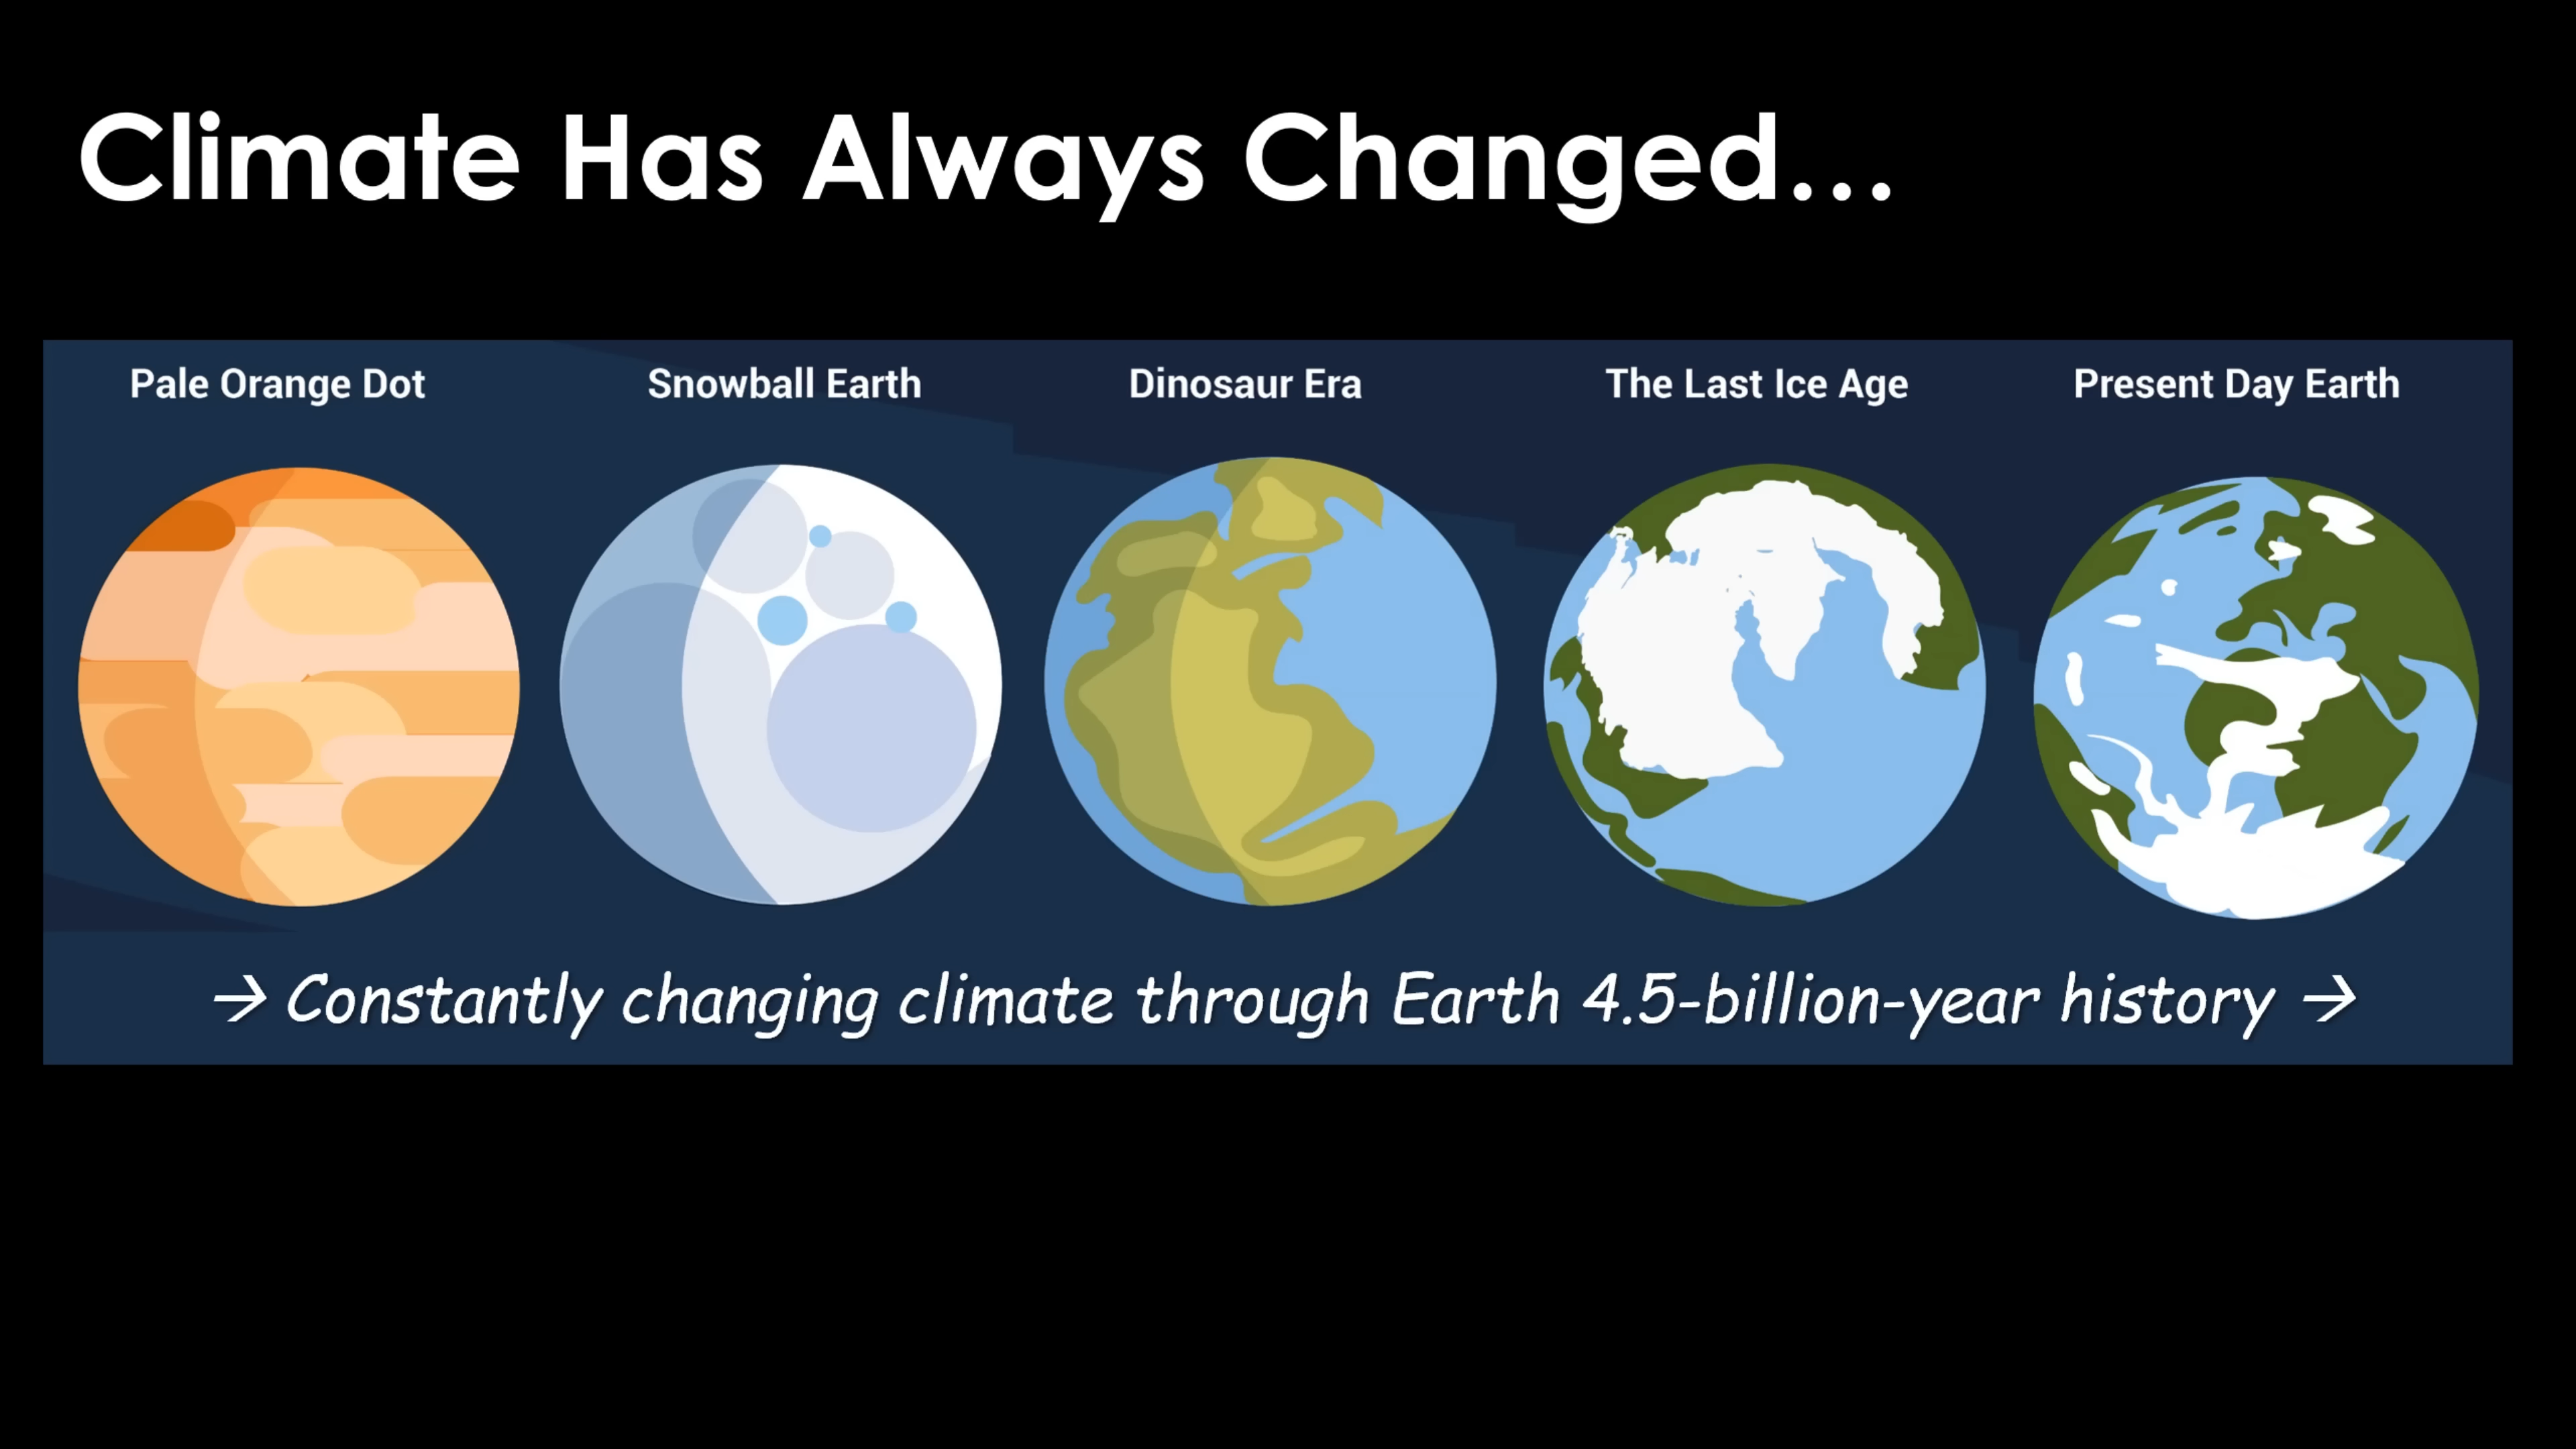 Climate Has Always Changed...
Pale Orange Dot
Snowball Earth
Dinosaur Era
The Last Ice Age
Present Day Earth
→ Constantly changing climate through Earth 4.5-billion-year history →